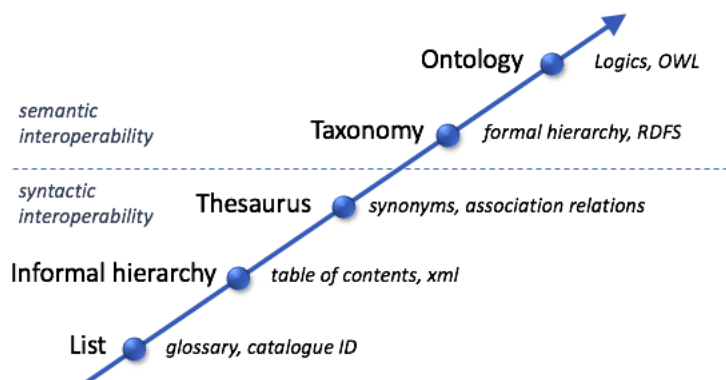 Ontology
Logics, OWL
semantic
interoperability
Taxonomy
formal hierarchy, RDFS
syntactic
interoperability
Thesaurus
synonyms, association relations
Informal hierarchy
table of contents, xml
List
glossary, catalogue ID